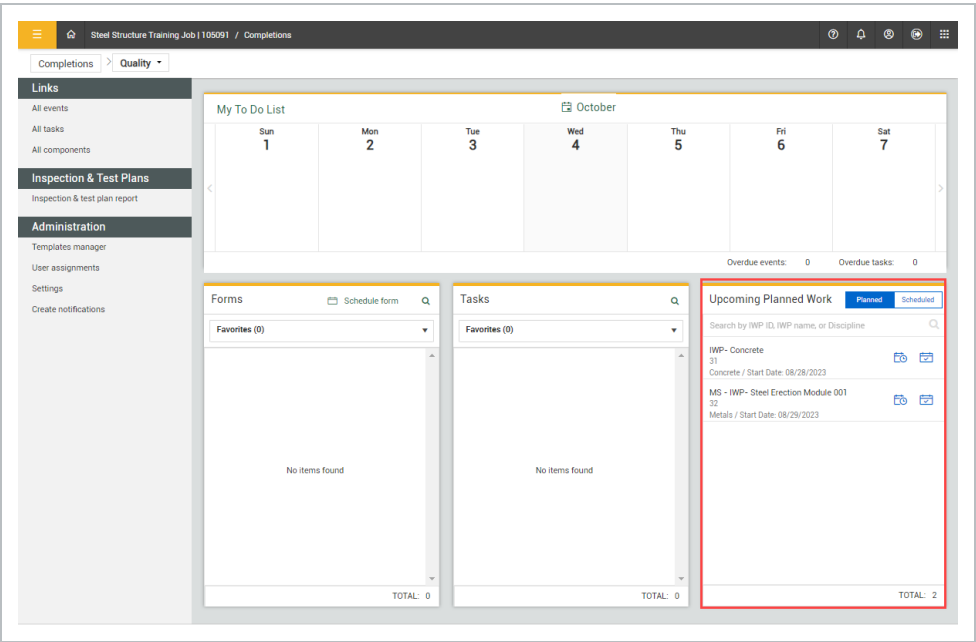 Steel Structure Training Job | 105091 / Completions
Completions > Quality
Links
All events
All tasks
All components
Inspection & Test Plans
Inspection & test plan report
Administration
Templates manager
User assignments
Settings
Create notifications
My To Do List
October
Sun Mon Tue Wed Thu Fri Sat
1 2 3 4 5 6 7
Overdue events: 0 Overdue tasks: 0
Forms Schedule form
Favorites (0)
No items found
TOTAL: 0
Tasks
Favorites (0)
No items found
TOTAL: 0
Upcoming Planned Work Planned Scheduled
Search by IWP ID, IWP name, or Discipline
IWP- Concrete
31
Concrete / Start Date: 08/28/2023
MS - IWP- Steel Erection Module 001
32
Metals / Start Date: 08/29/2023
TOTAL: 2